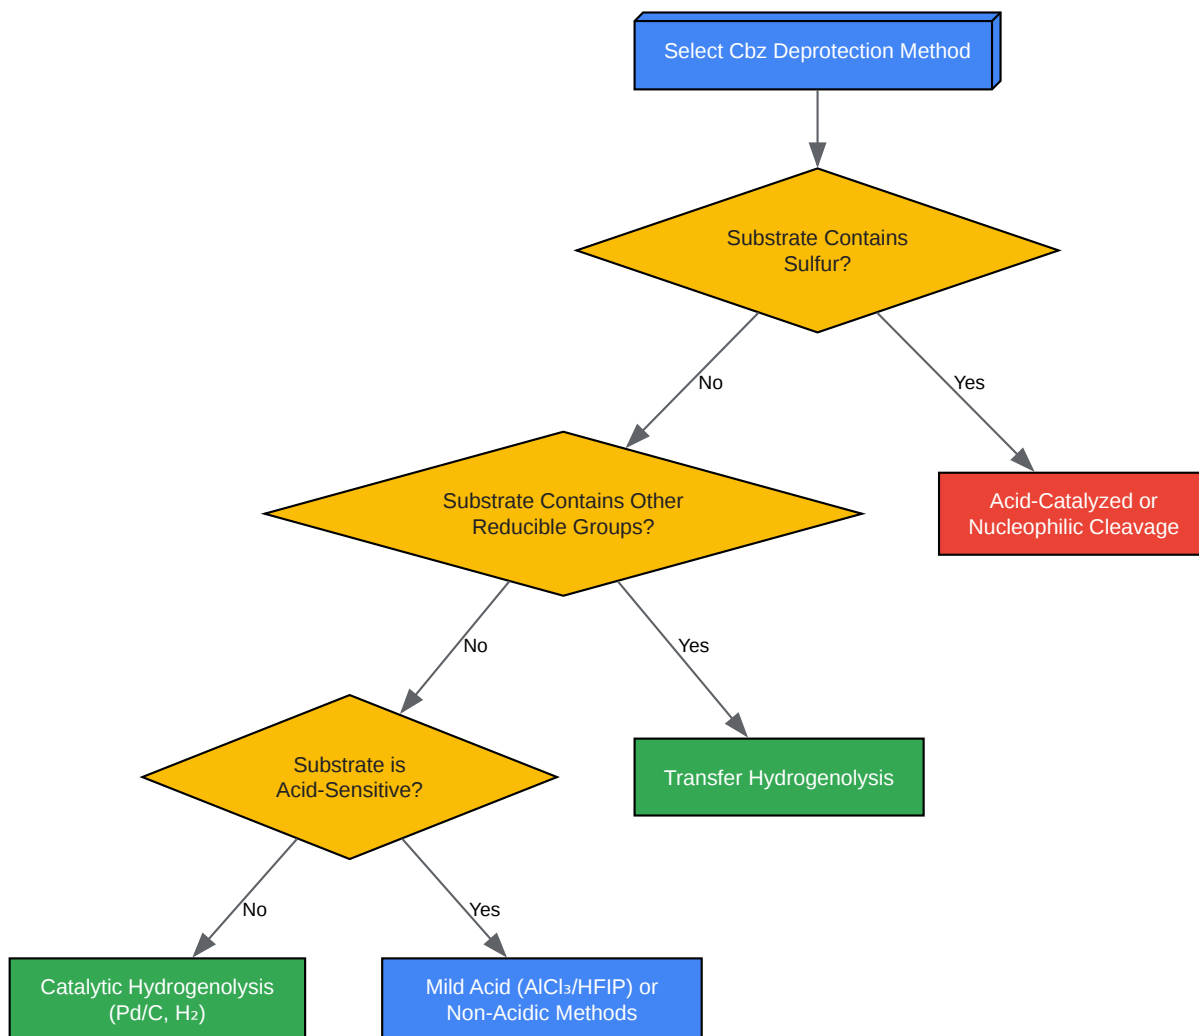 Select Cbz Deprotection Method
Substrate Contains
Sulfur?
No
Yes
Substrate Contains Other
Reducible Groups?
Acid-Catalyzed or
Nucleophilic Cleavage
No
Yes
Substrate is
Acid-Sensitive?
Transfer Hydrogenolysis
No
Yes
Catalytic Hydrogenolysis
(Pd/C, H₂)
Mild Acid (AlCl₃/HFIP) or
Non-Acidic Methods